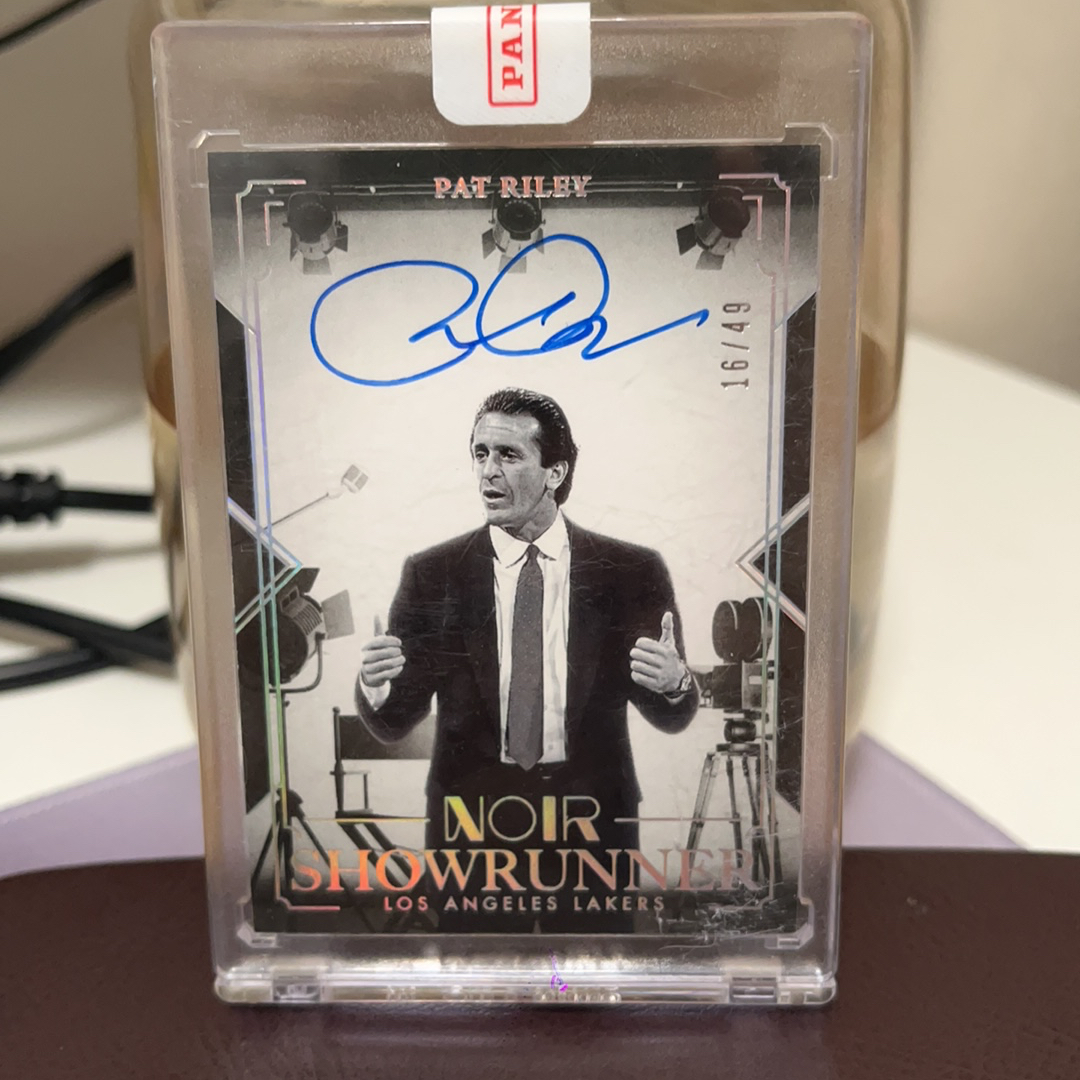 PAN
PAT RILEY
16/49
NOIR
SHOWRUNNER
LOS ANGELES LAKERS